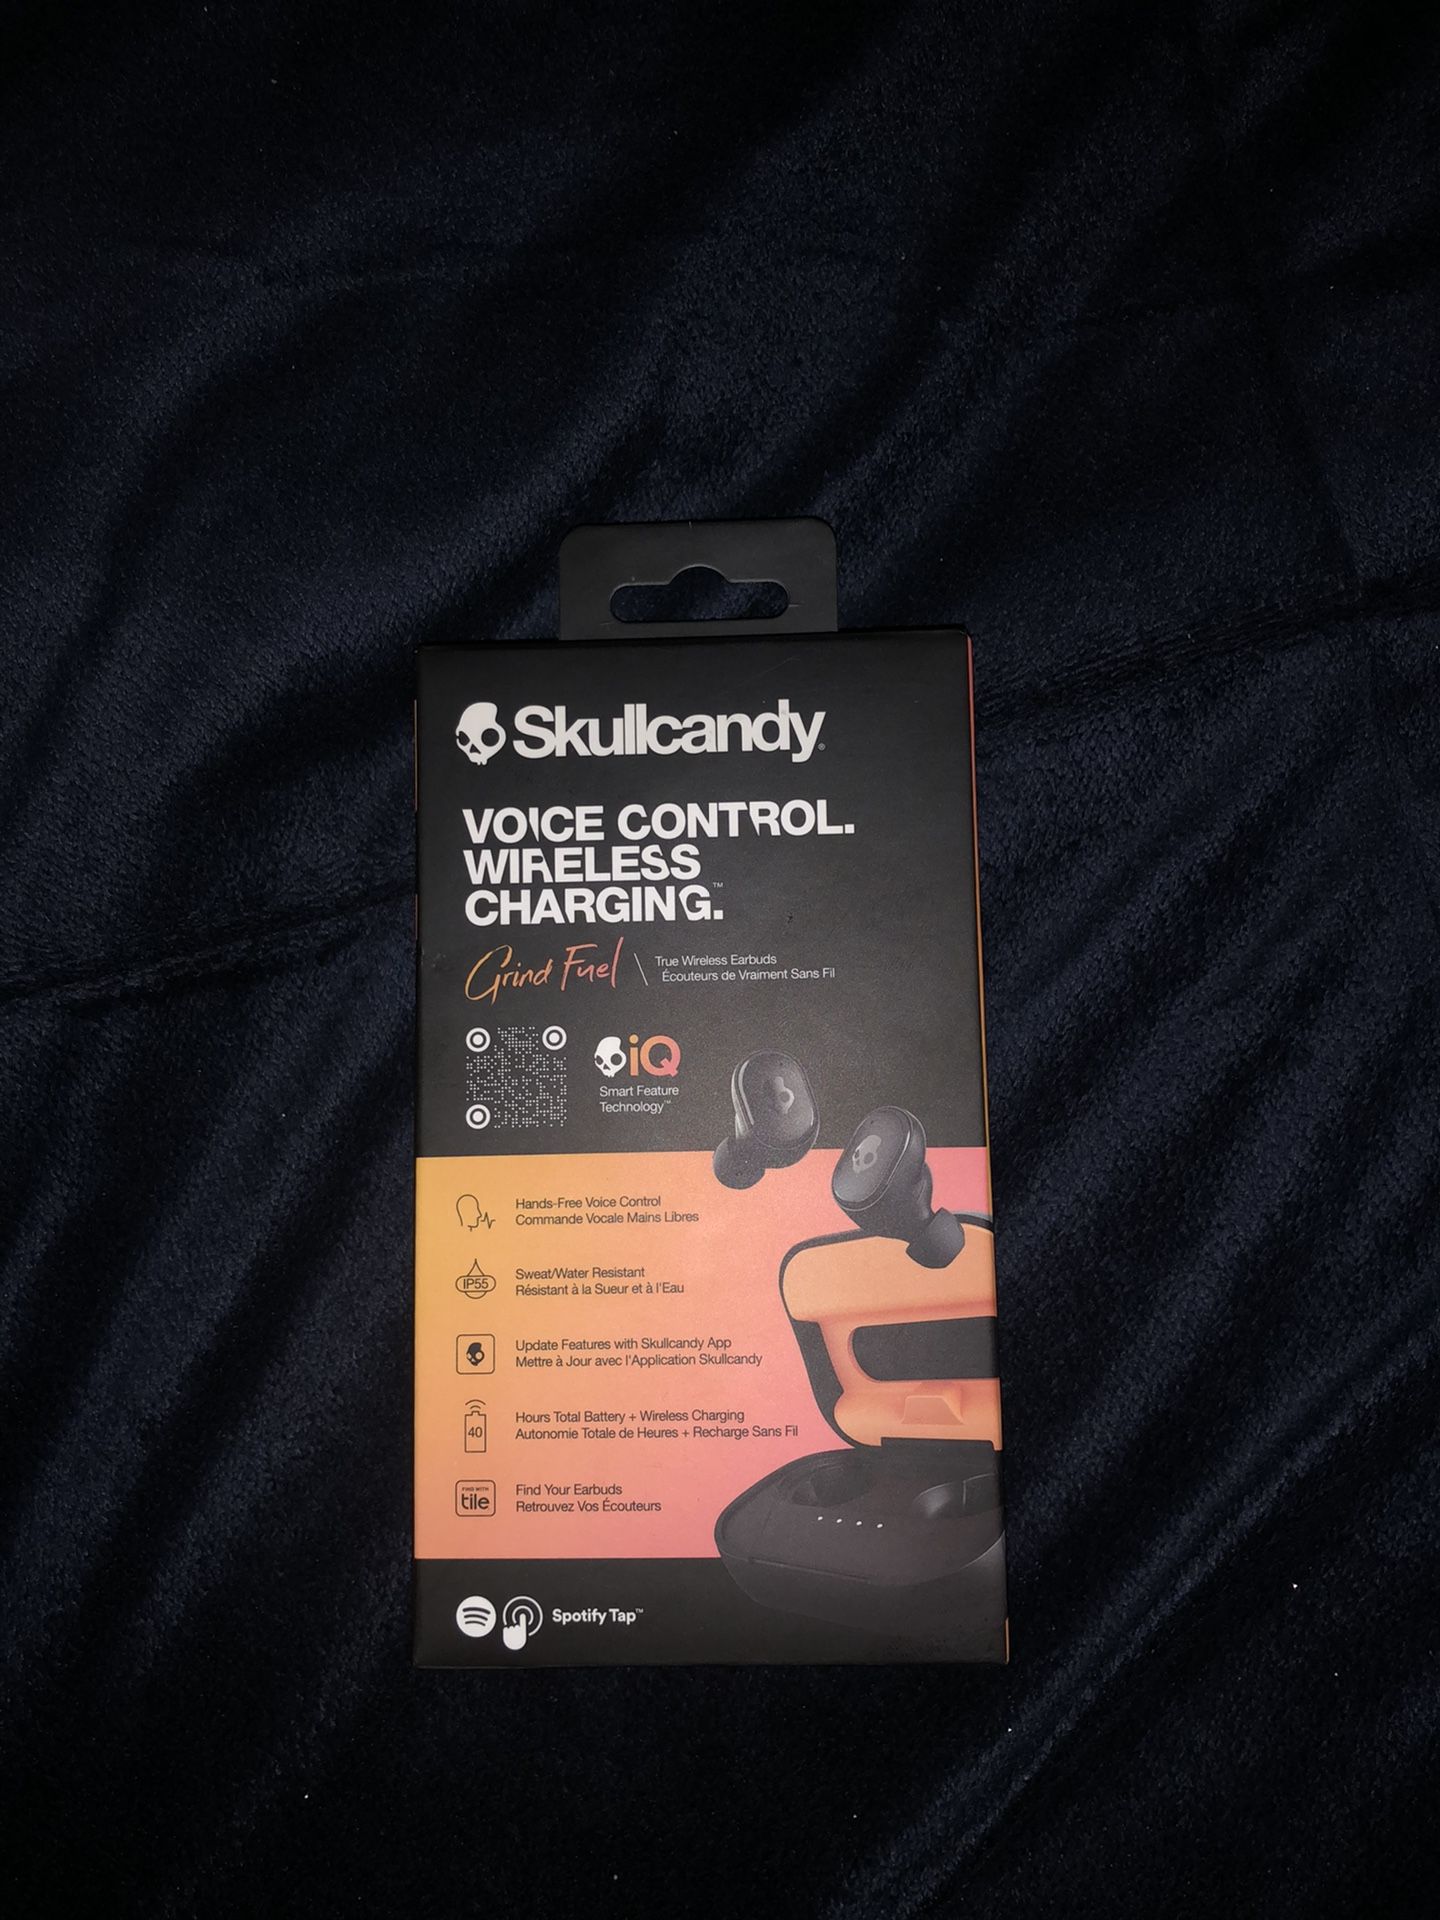 Skullcandy®
VOICE CONTROL.
WIRELESS
CHARGING.™
Grind Fuel
True Wireless Earbuds
Écouteurs de Vraiment Sans Fil
iQ
Smart Feature
Technology™
Hands-Free Voice Control
Commande Vocale Mains Libres
IP55
Sweat/Water Resistant
Résistant à la Sueur et à l'Eau
Update Features with Skullcandy App
Mettre à Jour avec l'Application Skullcandy
40
Hours Total Battery + Wireless Charging
Autonomie Totale de Heures + Recharge Sans Fil
FIND WITH
tile
Find Your Earbuds
Retrouvez Vos Écouteurs
Spotify Tap™